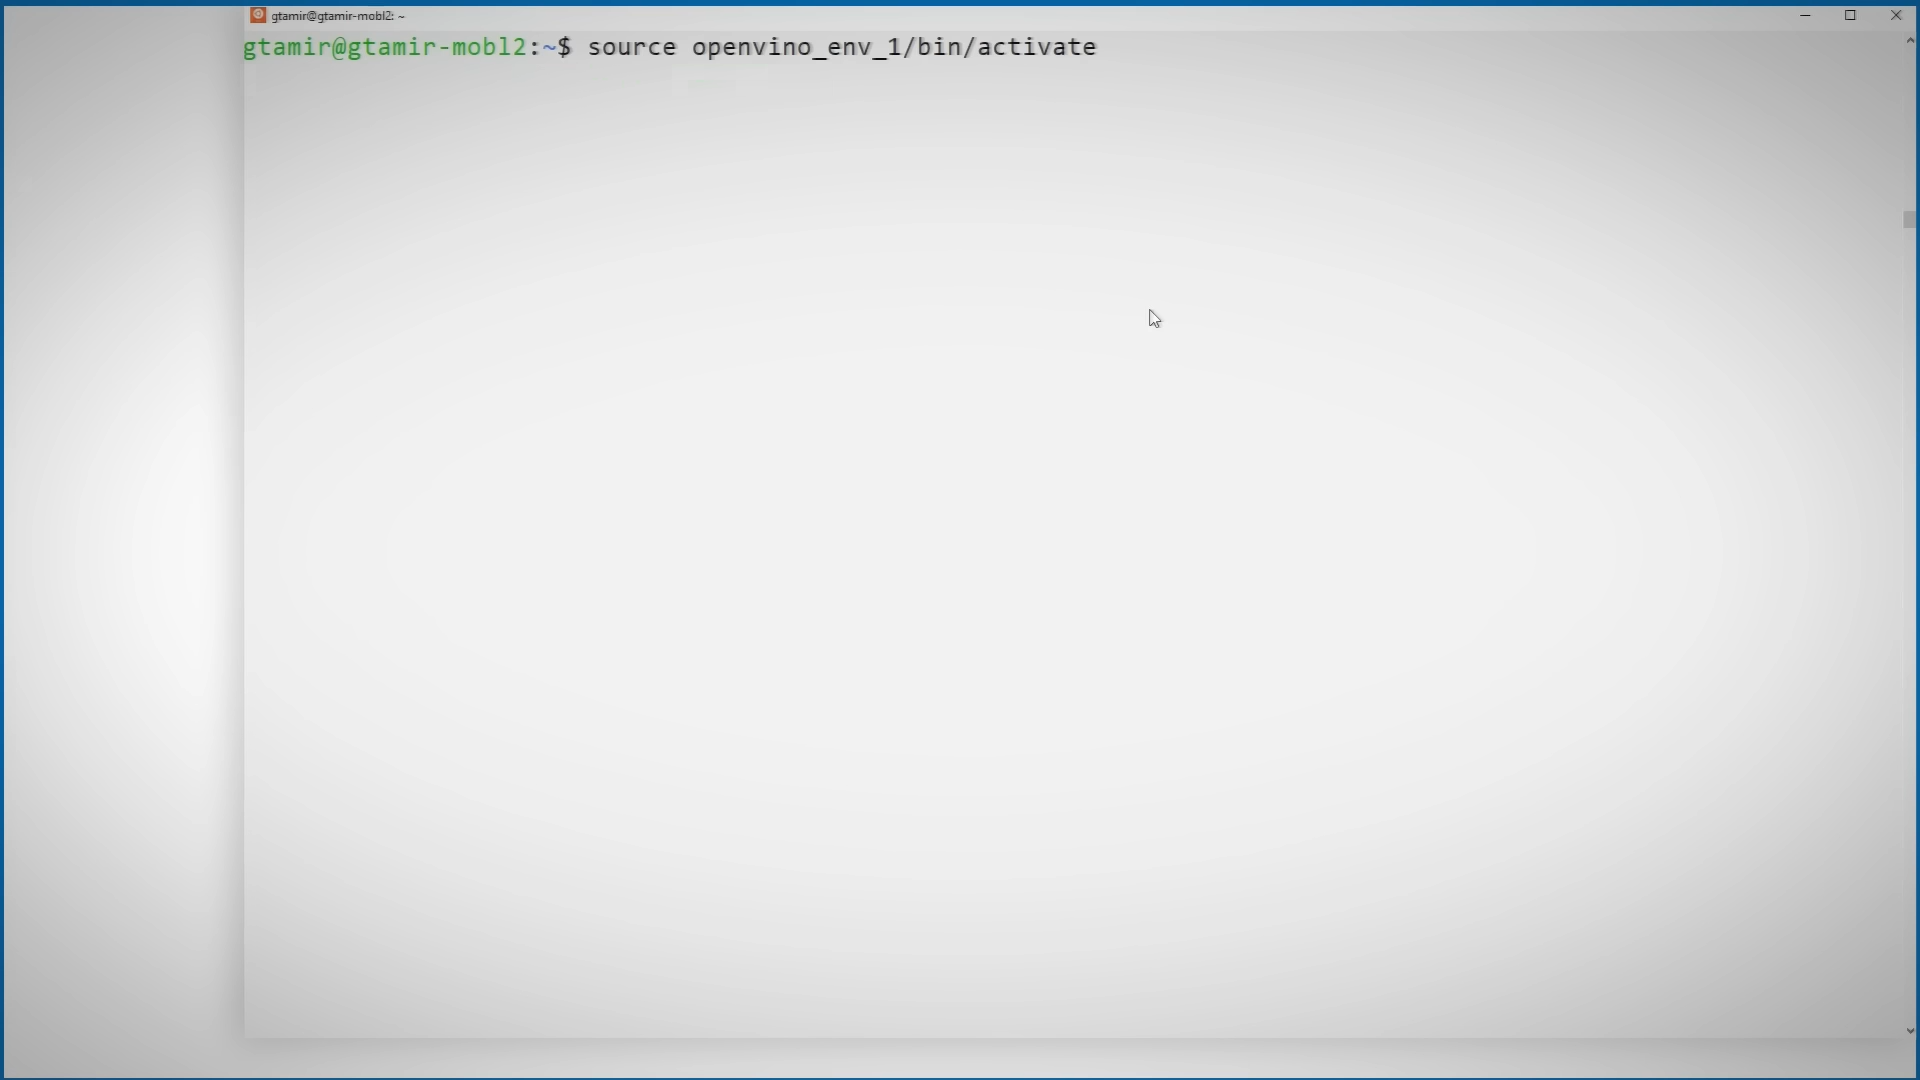 gtamir@gtamir-mobl2: ~
gtamir@gtamir-mobl2:~$ source openvino_env_1/bin/activate